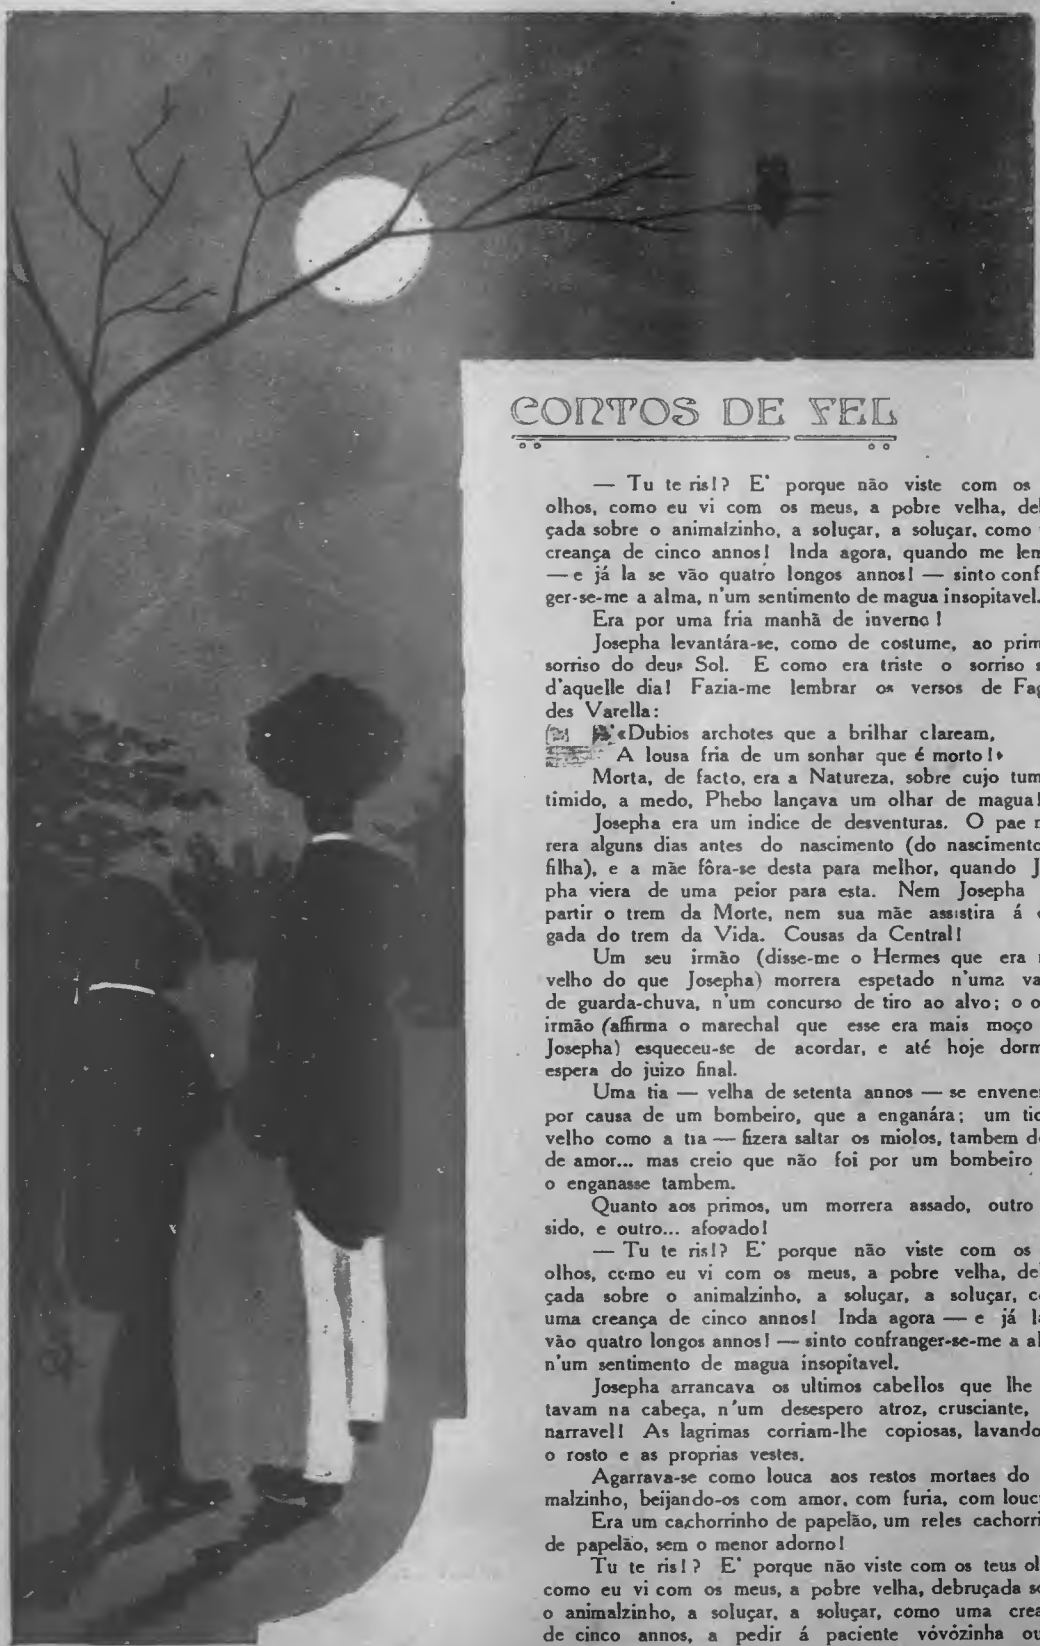 CONTOS DE FEL
— Tu te ris!? E' porque não viste com os
olhos, como eu vi com os meus, a pobre velha, de
çada sobre o animalzinho, a soluçar, a soluçar, como
creança de cinco annos! Inda agora, quando me lem
— e já la se vão quatro longos annos! — sinto conf
ger-se-me a alma, n'um sentimento de magua insopitavel.
Era por uma fria manhã de inverno!
Josepha levantára-se, como de costume, ao prim
sorriso do deus Sol. E como era triste o sorriso
d'aquelle dia! Fazia-me lembrar os versos de Fag
des Varella:
«Dubios archotes que a brilhar claream,
A lousa fria de um sonhar que é morto!»
Morta, de facto, era a Natureza, sobre cujo tum
timido, a medo, Phebo lançava um olhar de magua!
Josepha era um indice de desventuras. O pae
rera alguns dias antes do nascimento (do nascimento
filha), e a mãe fôra-se desta para melhor, quando J
pha viera de uma peior para esta. Nem Josepha
partir o trem da Morte, nem sua mãe assistira á
gada do trem da Vida. Cousas da Central!
Um seu irmão (disse-me o Hermes que era
velho do que Josepha) morrera espetado n'uma va
de guarda-chuva, n'um concurso de tiro ao alvo; o o
irmão (affirma o marechal que esse era mais moço
Josepha) esqueceu-se de acordar, e até hoje dorm
espera do juizo final.
Uma tia — velha de setenta annos — se envene
por causa de um bombeiro, que a enganára; um tio
velho como a tia — fizera saltar os miolos, tambem d
de amor... mas creio que não foi por um bombeiro
o enganasse tambem.
Quanto aos primos, um morrera assado, outro
sido, e outro... afogado!
— Tu te ris!? E' porque não viste com os
olhos, como eu vi com os meus, a pobre velha, de
çada sobre o animalzinho, a soluçar, a soluçar, c
uma creança de cinco annos! Inda agora — e já l
vão quatro longos annos! — sinto confranger-se-me a al
n'um sentimento de magua insopitavel.
Josepha arrancava os ultimos cabellos que lhe
tavam na cabeça, n'um desespero atroz, crusciante,
narravel! As lagrimas corriam-lhe copiosas, lavando
o rosto e as proprias vestes.
Agarrava-se como louca aos restos mortaes do
malzinho, beijando-os com amor, com furia, com louc
Era um cachorrinho de papelão, um reles cachorri
de papelão, sem o menor adorno!
Tu te ris!? E' porque não viste com os teus ol
como eu vi com os meus, a pobre velha, debruçada s
o animalzinho, a soluçar, a soluçar, como uma crea
de cinco annos, a pedir á paciente vóvózinha ou